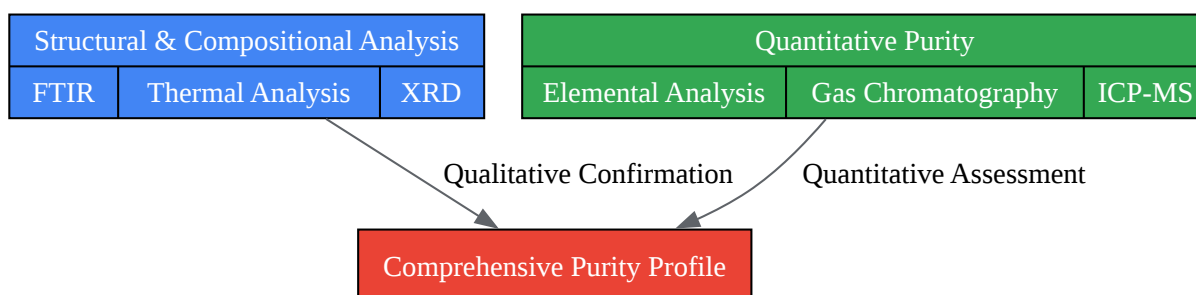 Structural & Compositional Analysis
FTIR
Thermal Analysis
XRD
Quantitative Purity
Elemental Analysis
Gas Chromatography
ICP-MS
Qualitative Confirmation
Quantitative Assessment
Comprehensive Purity Profile